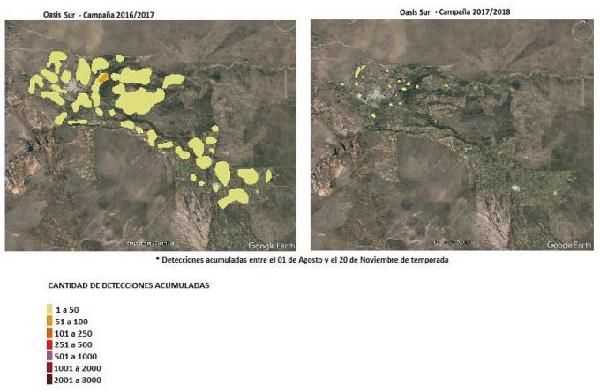 Oasis Sur - Campaña 2016/2017
Oasis Sur - Campaña 2017/2018
Google Earth
Google Earth
* Detecciones acumuladas entre el 01 de Agosto y el 20 de Noviembre de temporada
CANTIDAD DE DETECCIONES ACUMULADAS
1 a 50
51 a 100
101 a 250
251 a 500
501 a 1000
1001 a 2000
2001 a 3000